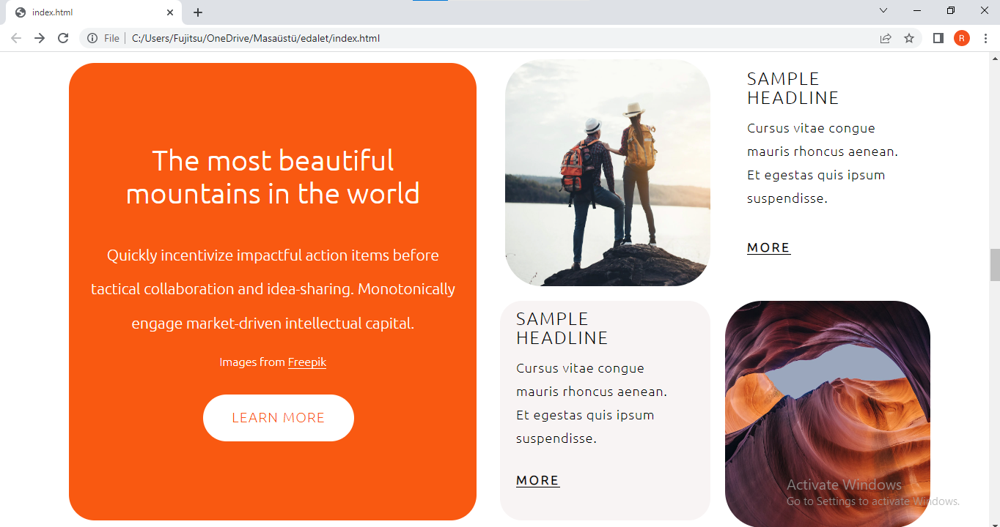 index.html
File
C:/Users/Fujitsu/OneDrive/Masaüstü/edalet/index.html
R
The most beautiful
mountains in the world
Quickly incentivize impactful action items before
tactical collaboration and idea-sharing. Monotonically
engage market-driven intellectual capital.
Images from Freepik
LEARN MORE
SAMPLE
HEADLINE
Cursus vitae congue
mauris rhoncus aenean.
Et egestas quis ipsum
suspendisse.
MORE
SAMPLE
HEADLINE
Cursus vitae congue
mauris rhoncus aenean.
Et egestas quis ipsum
suspendisse.
MORE
Activate Windows
Go to Settings to activate Windows.